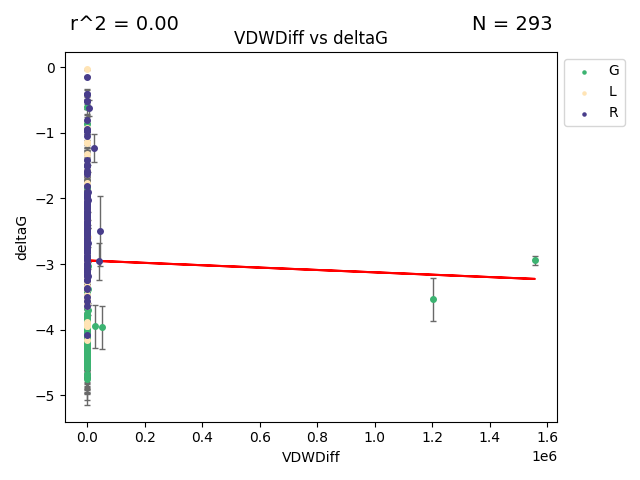 r^2 = 0.00
N = 293
VDWDiff vs deltaG
G
L
R
deltaG
0
−1
−2
−3
−4
−5
0.0 0.2 0.4 0.6 0.8 1.0 1.2 1.4 1.6
1e6
VDWDiff